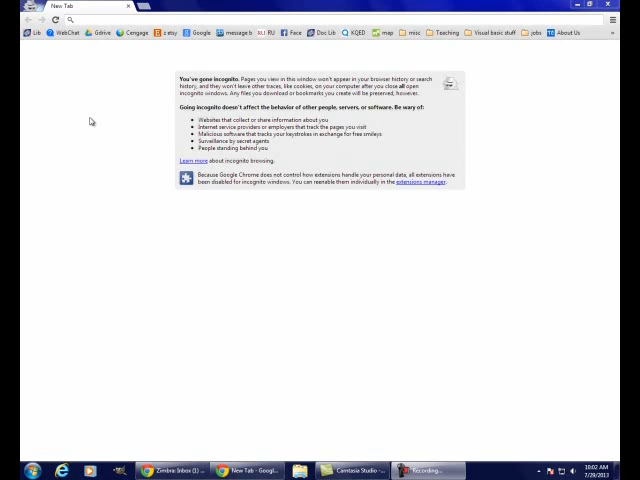 New Tab
Lib WebChat Gdrive Cengage z etsy Google message b RU RU Face Doc Lib KQED map misc Teaching Visual basic stuff jobs About Us
You've gone incognito. Pages you view in this window won't appear in your browser history or search
history, and they won't leave other traces, like cookies, on your computer after you close all open
incognito windows. Any files you download or bookmarks you create will be preserved, however.
Going incognito doesn't affect the behavior of other people, servers, or software. Be wary of:
Websites that collect or share information about you
Internet service providers or employers that track the pages you visit
Malicious software that tracks your keystrokes in exchange for free smileys
Surveillance by secret agents
People standing behind you
Learn more about incognito browsing.
Because Google Chrome does not control how extensions handle your personal data, all extensions have
been disabled for incognito windows. You can reenable them individually in the extensions manager.
Zimbra: Inbox (1) ... New Tab - Googl... Camtasia Studio -... Recording...
10:02 AM
7/29/2013